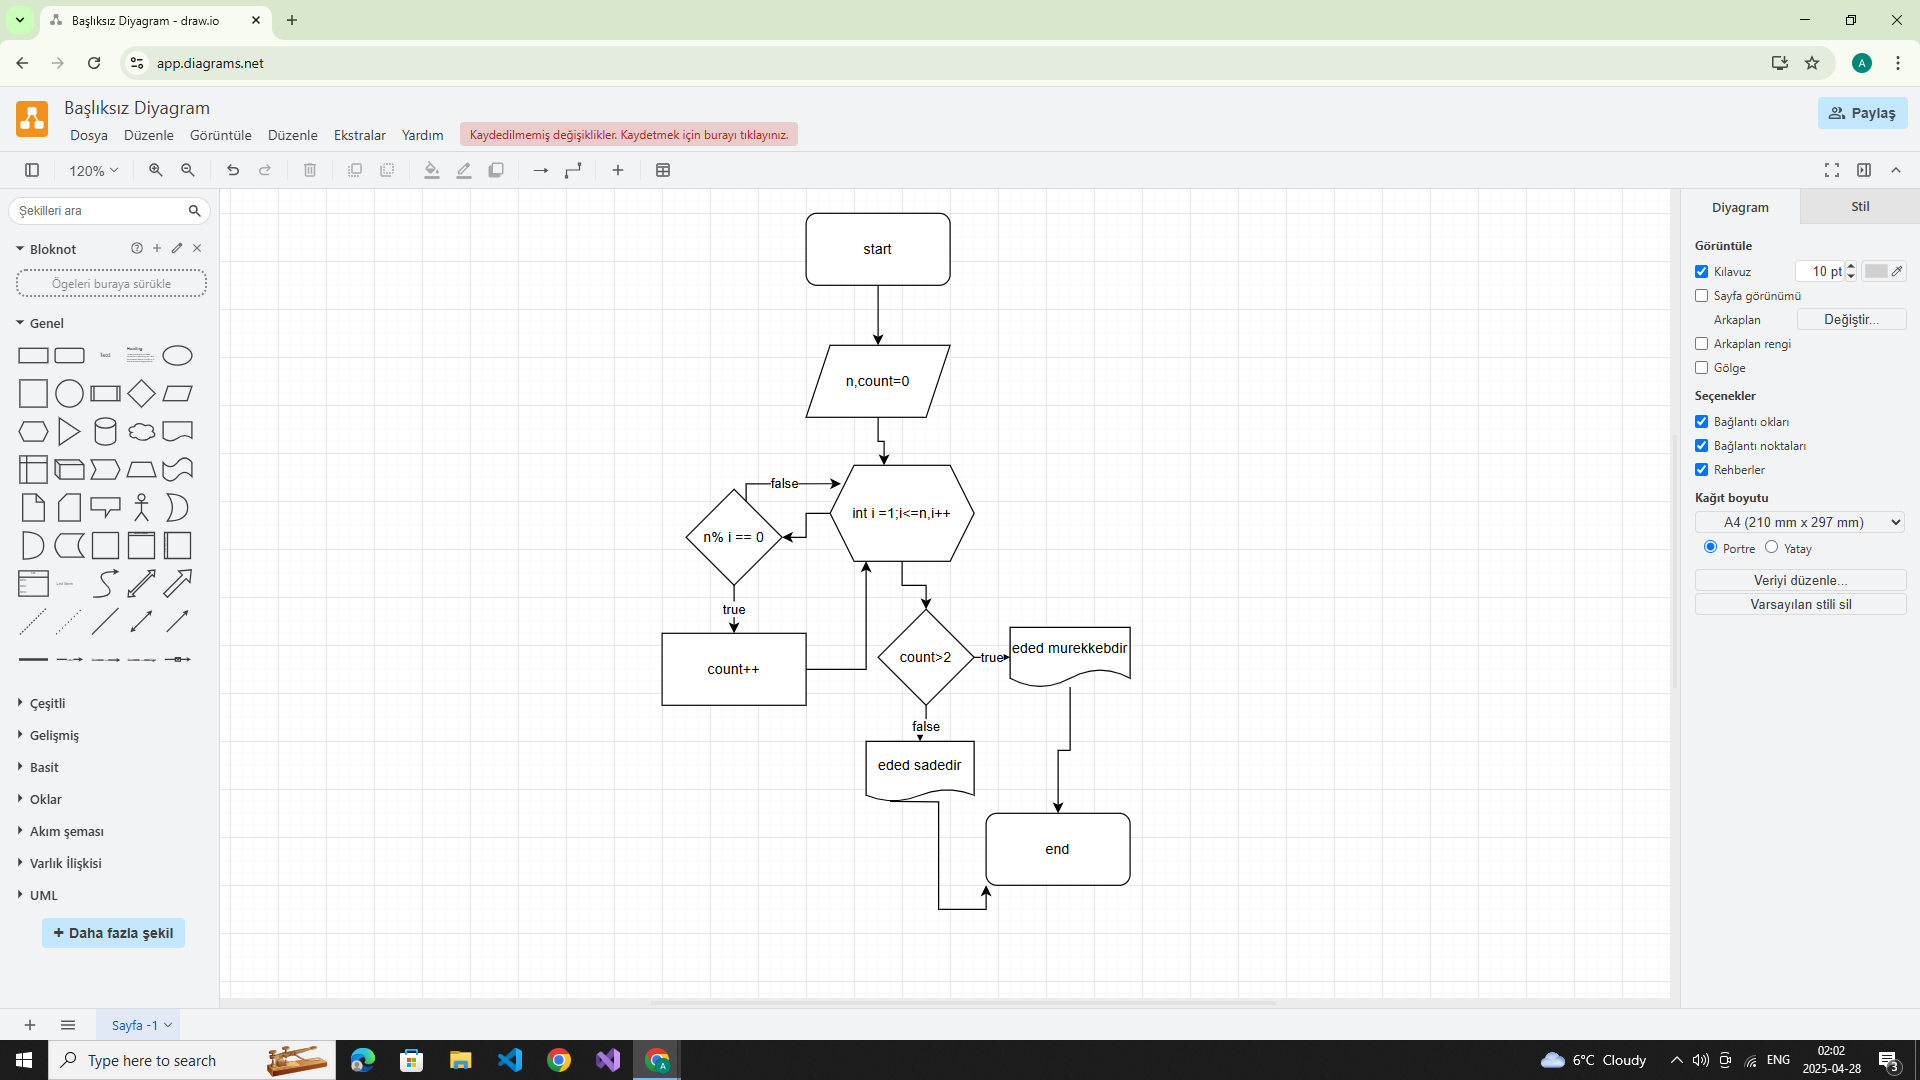 Başlıksız Diyagram - draw.io
app.diagrams.net
A
Başlıksız Diyagram
Paylaş
Dosya Düzenle Görüntüle Düzenle Ekstralar Yardım Kaydedilmemiş değişiklikler. Kaydetmek için burayı tıklayınız.
120%
Şekilleri ara
Bloknot
Ögeleri buraya sürükle
Genel
Text
Heading
Çeşitli
Gelişmiş
Basit
Oklar
Akım şeması
Varlık İlişkisi
UML
Daha fazla şekil
start
n,count=0
false
int i =1;i<=n,i++
n% i == 0
true
count++
count>2
true
eded murekkebdir
false
eded sadedir
end
Diyagram Stil
Görüntüle
Kılavuz 10 pt
Sayfa görünümü
Arkaplan Değiştir...
Arkaplan rengi
Gölge
Seçenekler
Bağlantı okları
Bağlantı noktaları
Rehberler
Kağıt boyutu
A4 (210 mm x 297 mm)
Portre Yatay
Veriyi düzenle...
Varsayılan stili sil
Sayfa -1
Type here to search
A
6°C Cloudy
ENG
02:02
2025-04-28
3